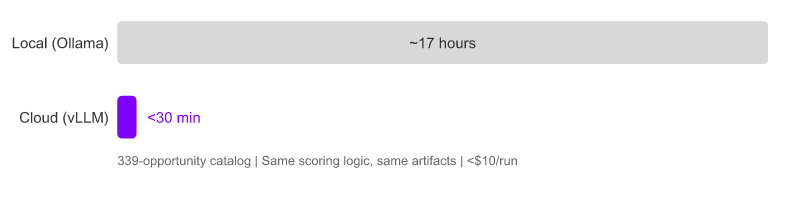 Local (Ollama)
~17 hours
Cloud (vLLM)
<30 min
339-opportunity catalog | Same scoring logic, same artifacts | <$10/run